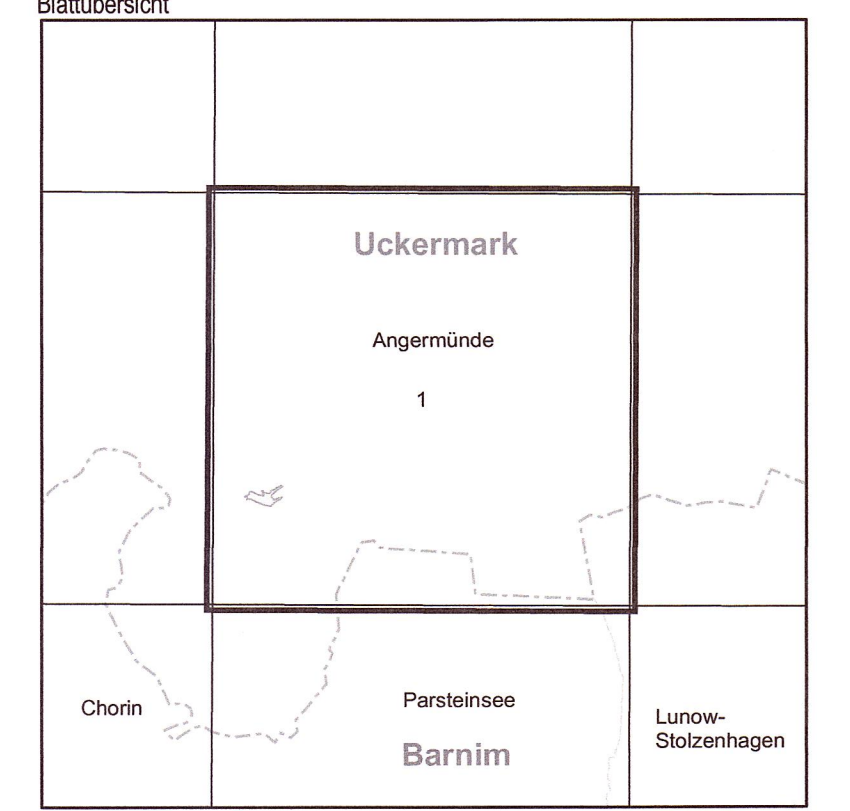 Blattübersicht
Uckermark
Angermünde
1
Chorin
Parsteinsee
Lunow-
Stolzenhagen
Barnim